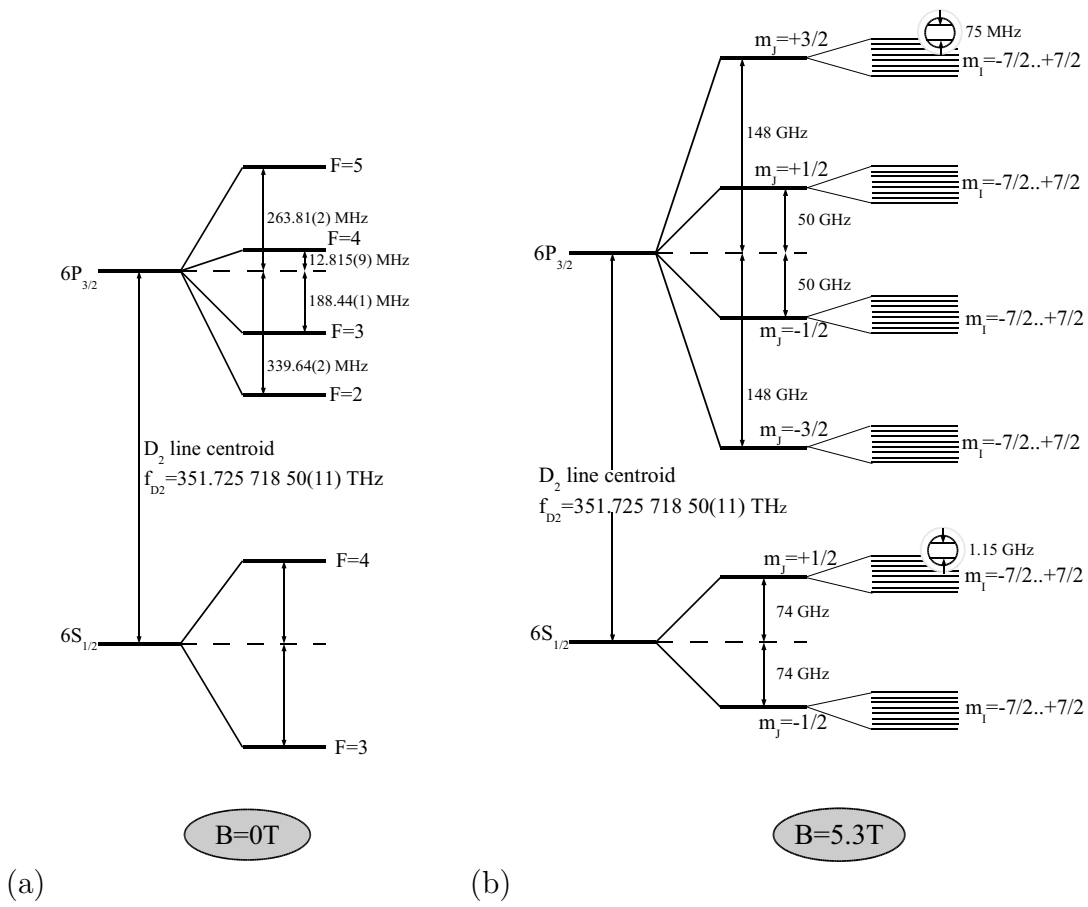 F=5
263.81(2) MHz
F=4
12.815(9) MHz
6P3/2
188.44(1) MHz
F=3
339.64(2) MHz
F=2
D2 line centroid
fD2=351.725 718 50(11) THz
F=4
6S1/2
F=3
B=0T
(a)
mJ=+3/2
75 MHz
mI=-7/2..+7/2
148 GHz
mJ=+1/2
mI=-7/2..+7/2
50 GHz
6P3/2
50 GHz
mI=-7/2..+7/2
mJ=-1/2
148 GHz
mJ=-3/2
mI=-7/2..+7/2
D2 line centroid
fD2=351.725 718 50(11) THz
1.15 GHz
mJ=+1/2
mI=-7/2..+7/2
74 GHz
6S1/2
74 GHz
mI=-7/2..+7/2
mJ=-1/2
B=5.3T
(b)